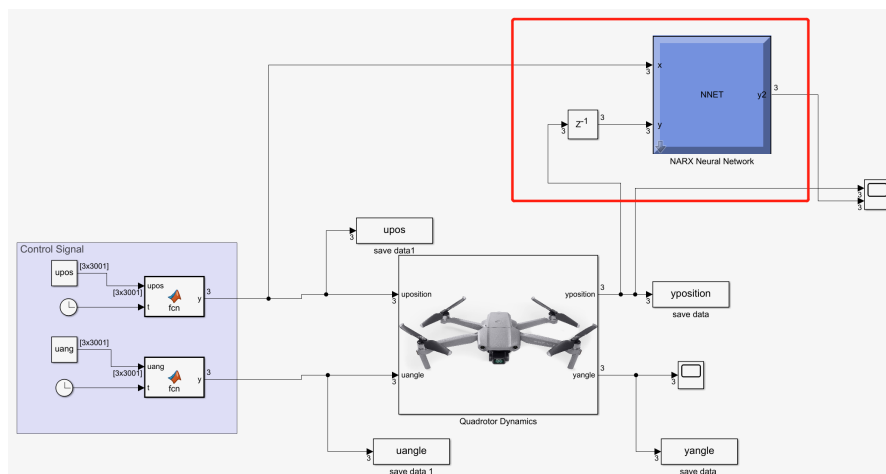 x
3
NNET
y2
3
3
Z-1
3
y
3
NARX Neural Network
3
3
upos
3
save data1
Control Signal
upos
[3x3001]
upos
[3x3001]
t
fcn
y
3
uang
[3x3001]
uang
[3x3001]
t
fcn
y
3
uposition
3
yposition
3
uangle
3
yangle
3
Quadrotor Dynamics
yposition
3
save data
3
uangle
3
save data 1
yangle
3
save data